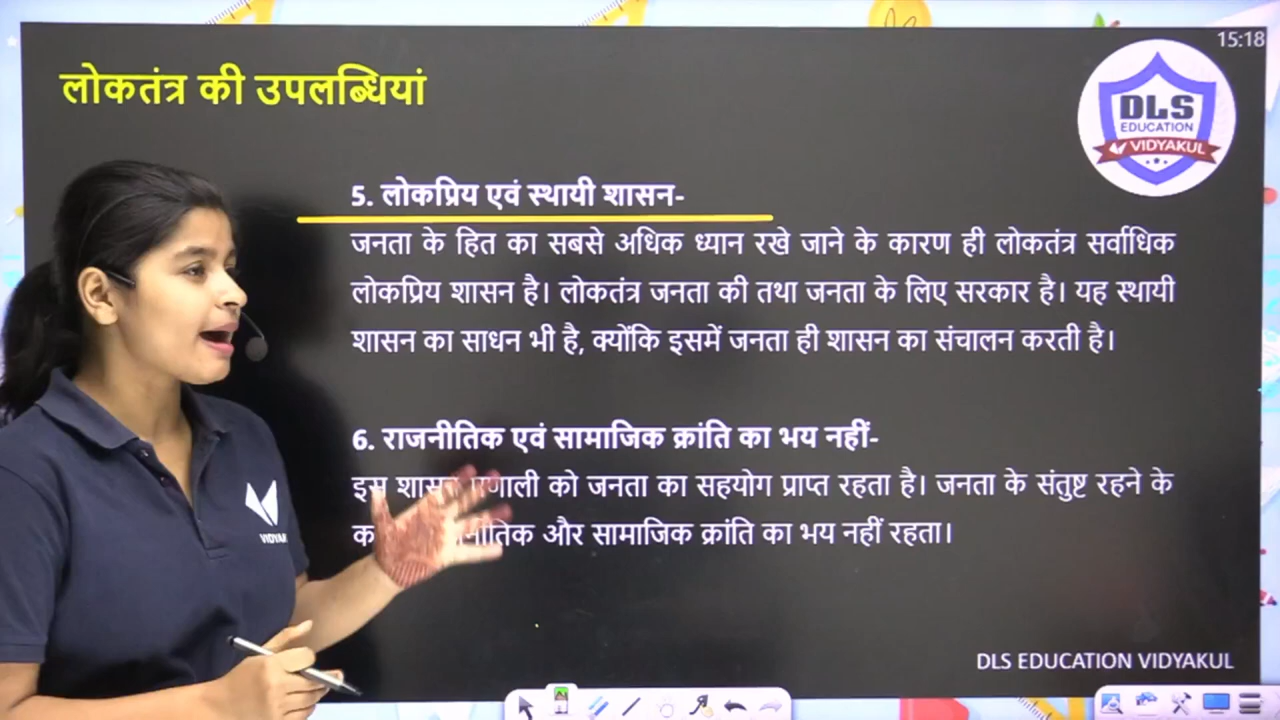 15:18
लोकतंत्र की उपलब्धियां
DLS
EDUCATION
VIDYAKUL
5. लोकप्रिय एवं स्थायी शासन-
जनता के हित का सबसे अधिक ध्यान रखे जाने के कारण ही लोकतंत्र सर्वाधिक
लोकप्रिय शासन है। लोकतंत्र जनता की तथा जनता के लिए सरकार है। यह स्थायी
शासन का साधन भी है, क्योंकि इसमें जनता ही शासन का संचालन करती है।
6. राजनीतिक एवं सामाजिक क्रांति का भय नहीं-
इस को जनता का सहयोग प्राप्त रहता है। जनता के संतुष्ट रहने के
और सामाजिक क्रांति का भय नहीं रहता।
DLS EDUCATION VIDYAKUL